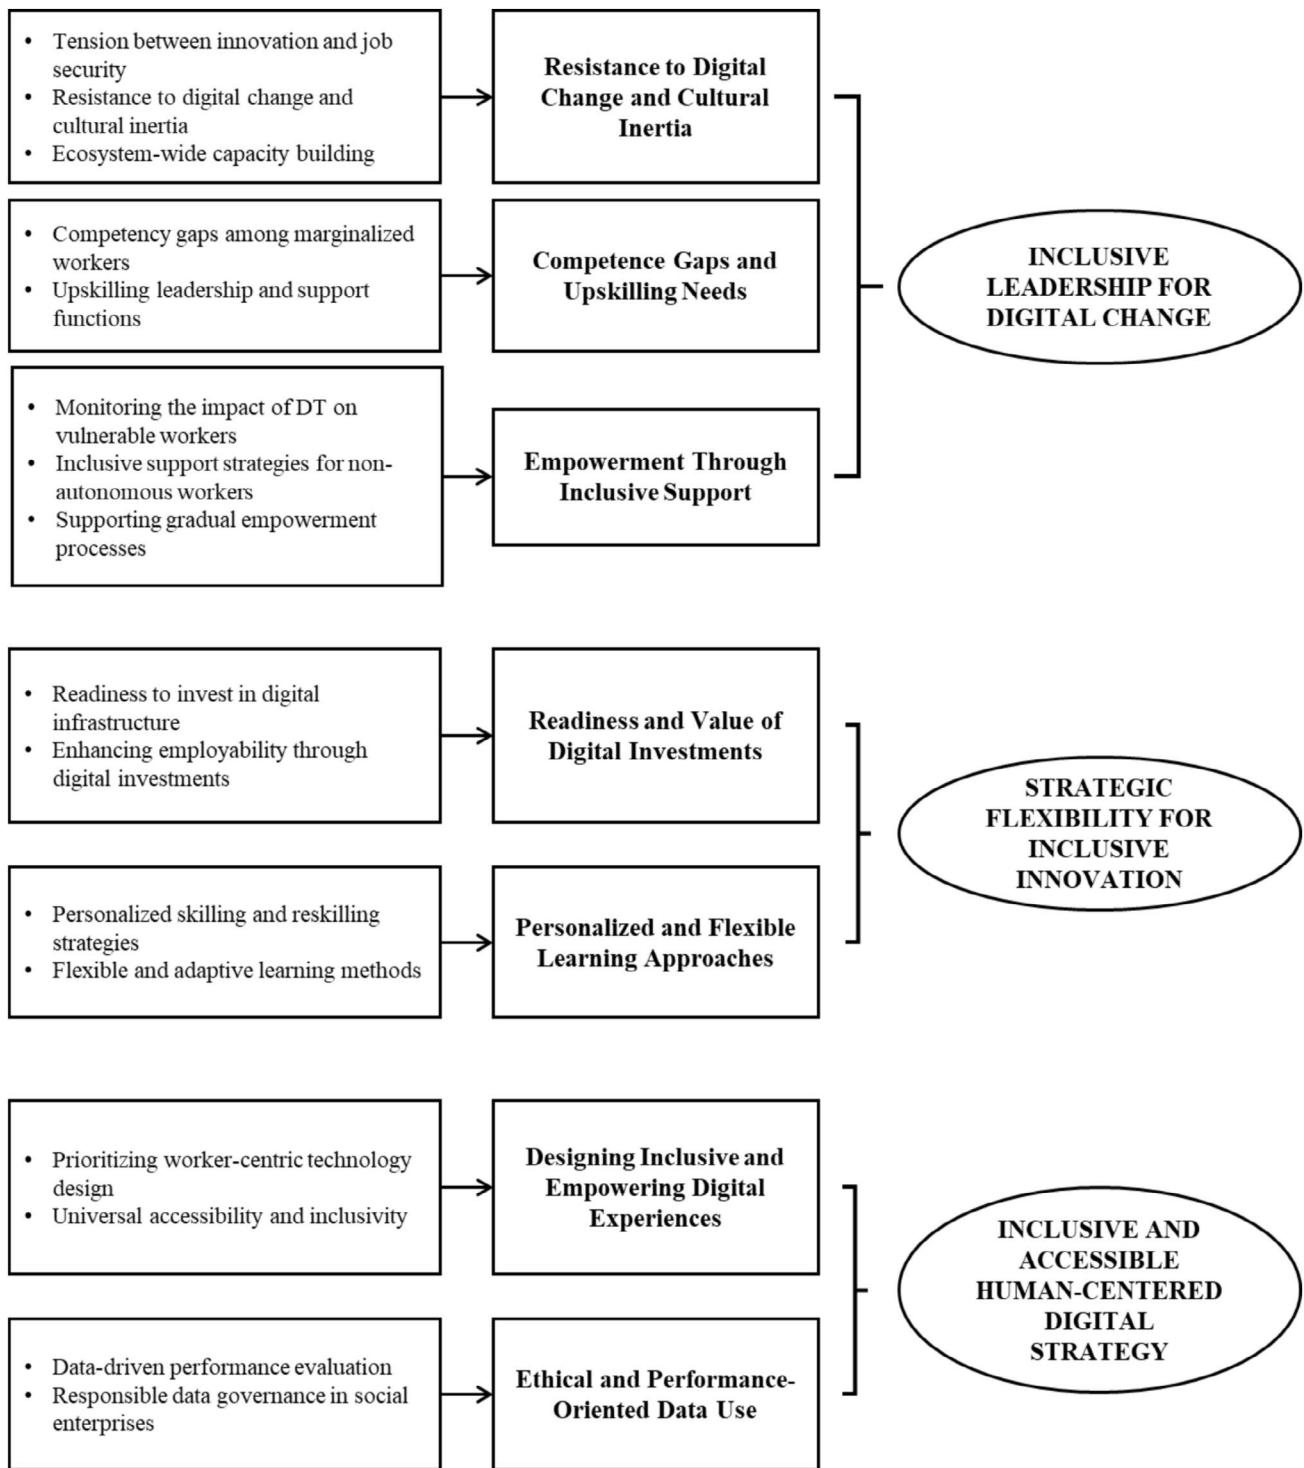 • Tension between innovation and job
security
• Resistance to digital change and
cultural inertia
• Ecosystem-wide capacity building
Resistance to Digital
Change and Cultural
Inertia
• Competency gaps among marginalized
workers
• Upskilling leadership and support
functions
Competence Gaps and
Upskilling Needs
• Monitoring the impact of DT on
vulnerable workers
• Inclusive support strategies for non-
autonomous workers
• Supporting gradual empowerment
processes
Empowerment Through
Inclusive Support
INCLUSIVE
LEADERSHIP FOR
DIGITAL CHANGE
• Readiness to invest in digital
infrastructure
• Enhancing employability through
digital investments
Readiness and Value of
Digital Investments
• Personalized skilling and reskilling
strategies
• Flexible and adaptive learning methods
Personalized and Flexible
Learning Approaches
STRATEGIC
FLEXIBILITY FOR
INCLUSIVE
INNOVATION
• Prioritizing worker-centric technology
design
• Universal accessibility and inclusivity
Designing Inclusive and
Empowering Digital
Experiences
• Data-driven performance evaluation
• Responsible data governance in social
enterprises
Ethical and Performance-
Oriented Data Use
INCLUSIVE AND
ACCESSIBLE
HUMAN-CENTERED
DIGITAL
STRATEGY